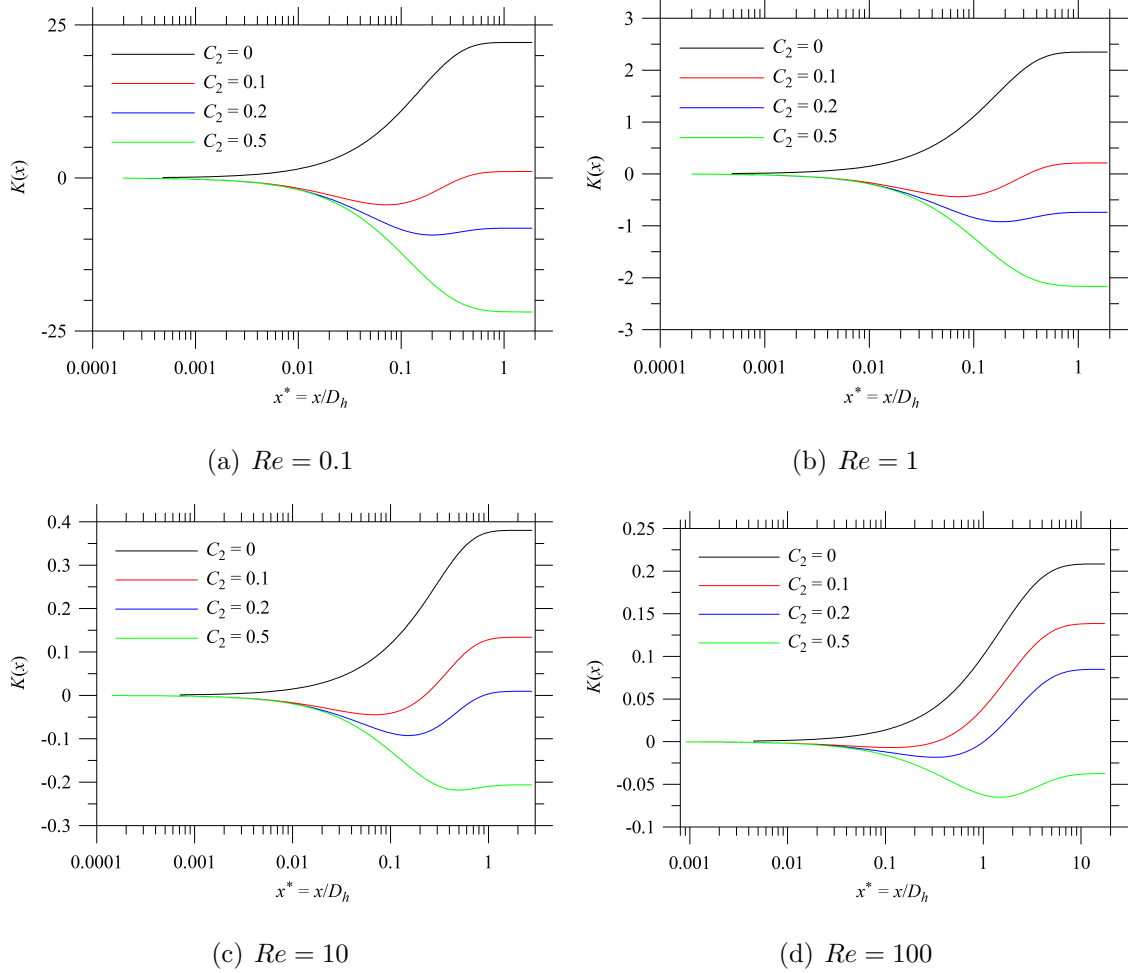 25
C₂ = 0
C₂ = 0.1
C₂ = 0.2
C₂ = 0.5
0
K(x)
-25
0.0001 0.001 0.01 0.1 1
x* = x/Dₕ
(a) Re = 0.1
3
C₂ = 0
C₂ = 0.1
2
C₂ = 0.2
C₂ = 0.5
1
0
K(x)
-1
-2
-3
0.0001 0.001 0.01 0.1 1
x* = x/Dₕ
(b) Re = 1
0.4
C₂ = 0
0.3
C₂ = 0.1
C₂ = 0.2
0.2
C₂ = 0.5
0.1
K(x)
0
-0.1
-0.2
-0.3
0.0001 0.001 0.01 0.1 1
x* = x/Dₕ
(c) Re = 10
0.25
C₂ = 0
0.2
C₂ = 0.1
C₂ = 0.2
0.15
C₂ = 0.5
0.1
K(x)
0.05
0
-0.05
-0.1
0.001 0.01 0.1 1 10
x* = x/Dₕ
(d) Re = 100